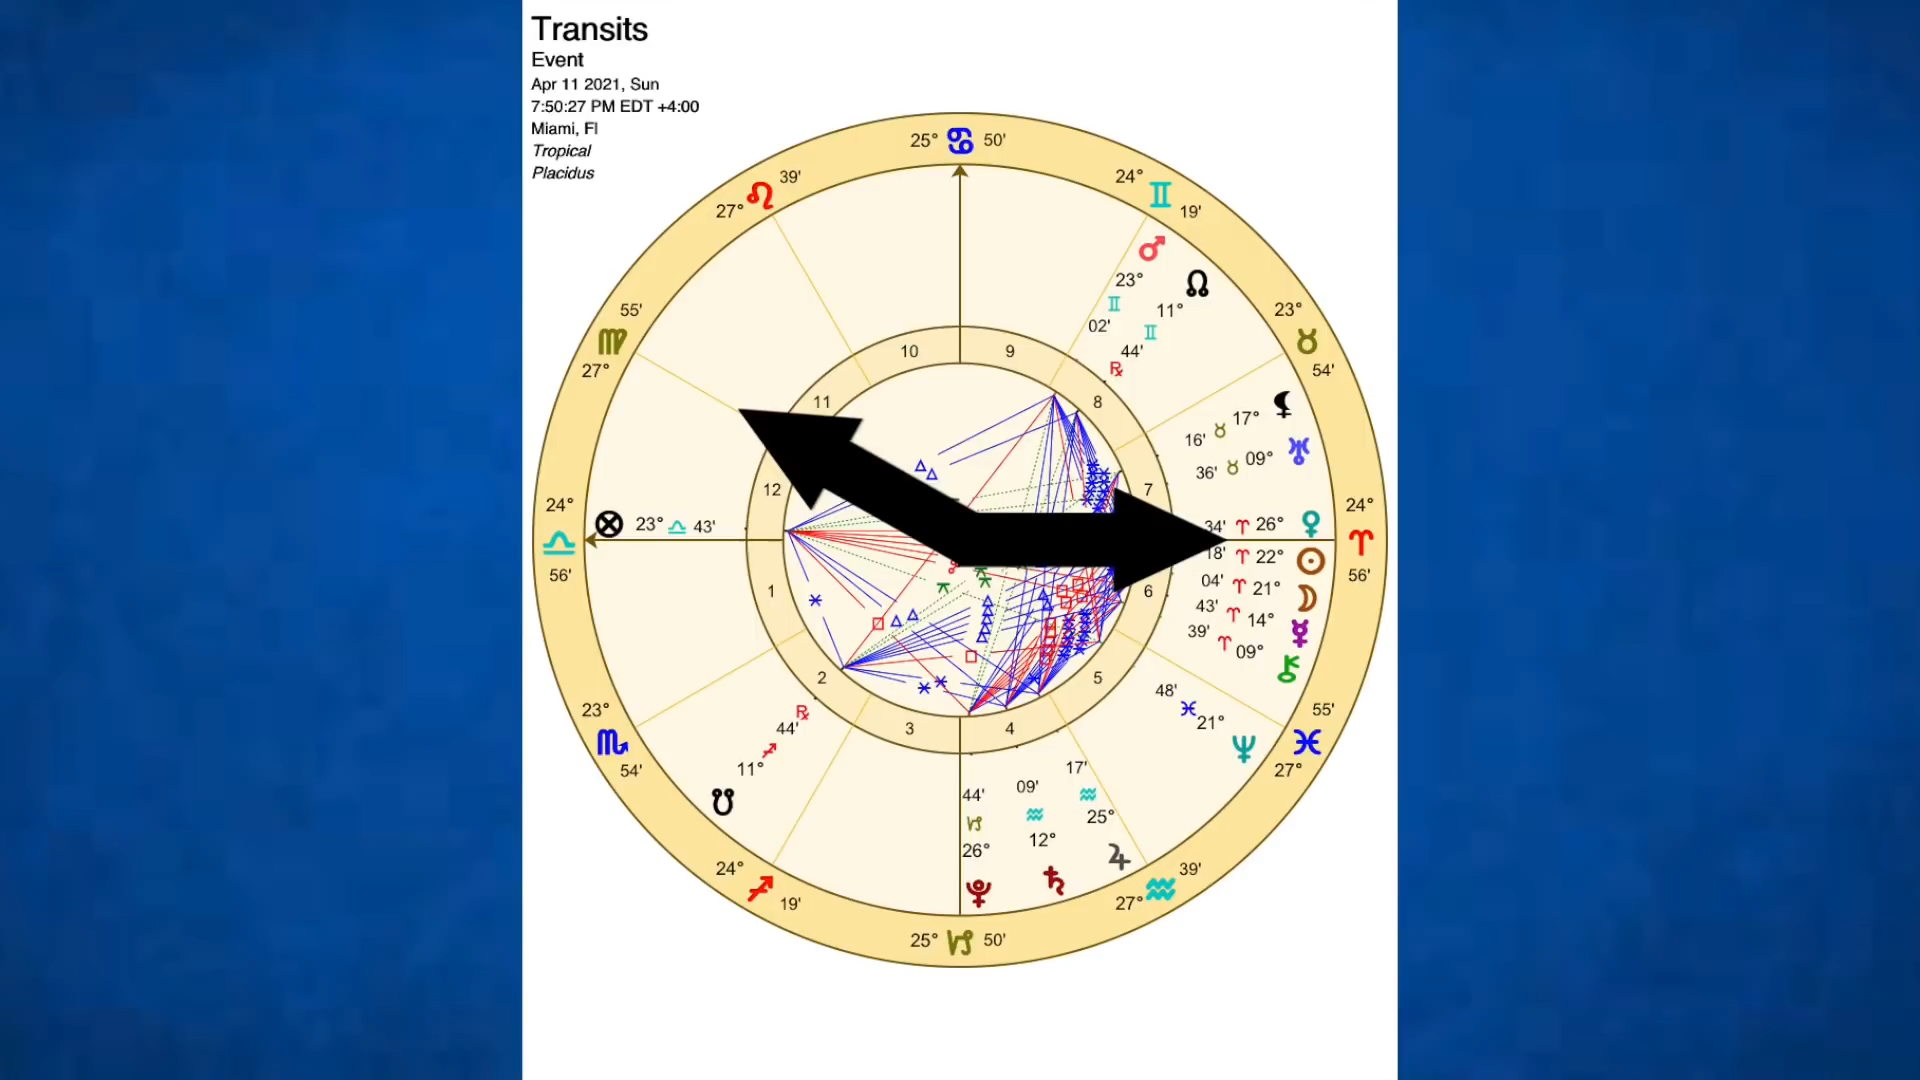 Transits
Event
Apr 11 2021, Sun
7:50:27 PM EDT +4:00
Miami, Fl
Tropical
Placidus
25° ♋ 50'
24° ♊ 19'
23° ♉ 54'
24° ♈ 56'
27° ♓ 55'
27° ♒ 39'
25° ♑ 50'
24° ♐ 19'
23° ♏ 54'
24° ♎ 56'
27° ♍ 55'
27° ♌ 39'
♂ 23° ♊ 02'
☊ 11° ♊ 44' ℞
⚸ 17° ♉ 16'
♅ 09° ♉ 36'
♀ 26° ♈ 34'
☉ 22° ♈ 18'
☽ 21° ♈ 04'
☿ 14° ♈ 43'
⚷ 09° ♈ 39'
♆ 21° ♓ 48'
♃ 25° ♒ 17'
♄ 12° ♒ 09'
♇ 26° ♑ 44'
☋ 11° ♐ 44' ℞
⊗ 23° ♎ 43'
1
2
3
4
5
6
7
8
9
10
11
12